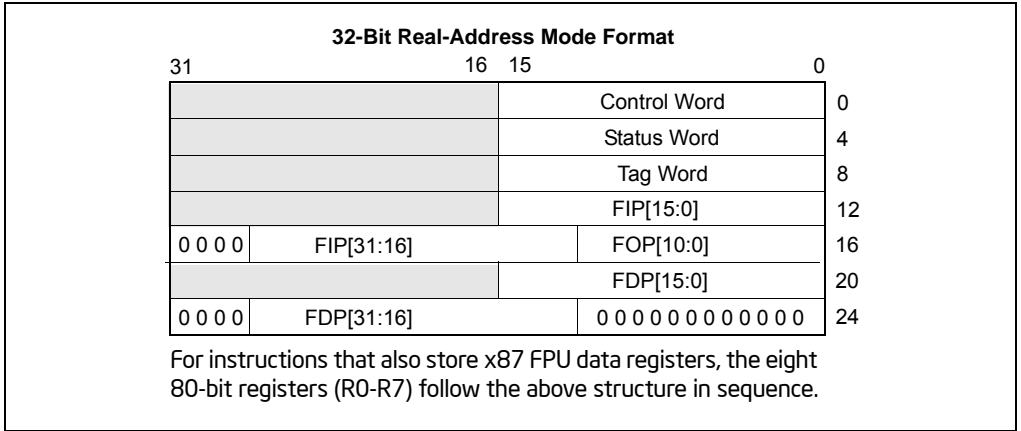 32-Bit Real-Address Mode Format
31 16 15 0
Control Word 0
Status Word 4
Tag Word 8
FIP[15:0] 12
0 0 0 0 FIP[31:16] FOP[10:0] 16
FDP[15:0] 20
0 0 0 0 FDP[31:16] 0 0 0 0 0 0 0 0 0 0 0 0 24
For instructions that also store x87 FPU data registers, the eight
80-bit registers (R0-R7) follow the above structure in sequence.